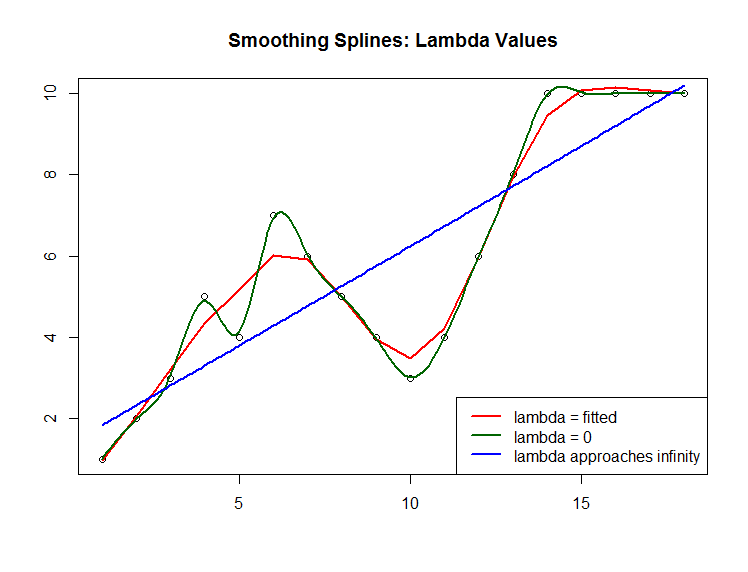 Smoothing Splines: Lambda Values
10
8
6
4
2
5
10
15
lambda = fitted
lambda = 0
lambda approaches infinity